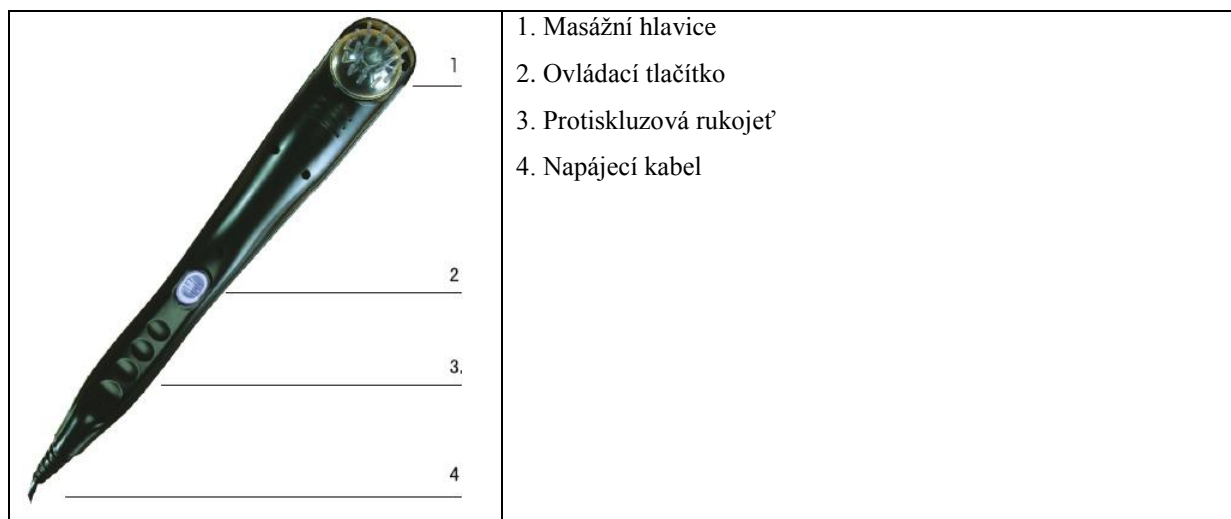 1
2
3.
4
1. Masážní hlavice
2. Ovládací tlačítko
3. Protiskluzová rukojeť
4. Napájecí kabel